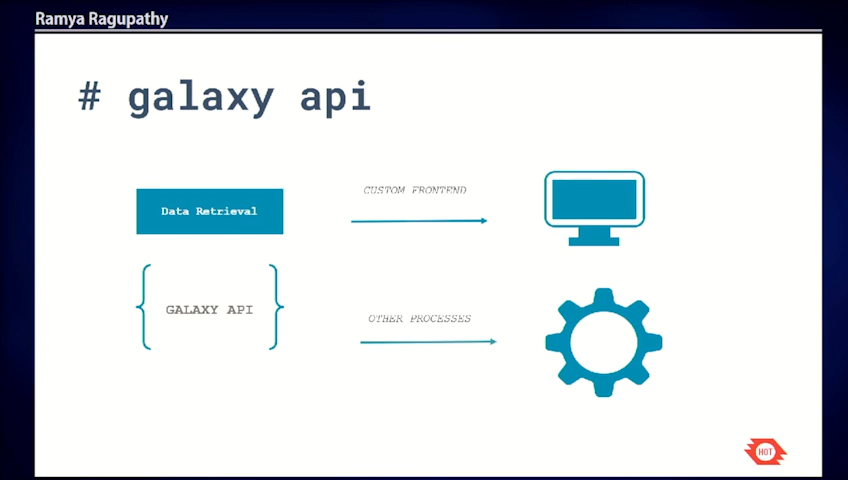 Ramya Ragupathy
# galaxy api
Data Retrieval
CUSTOM FRONTEND
GALAXY API
OTHER PROCESSES
HOT